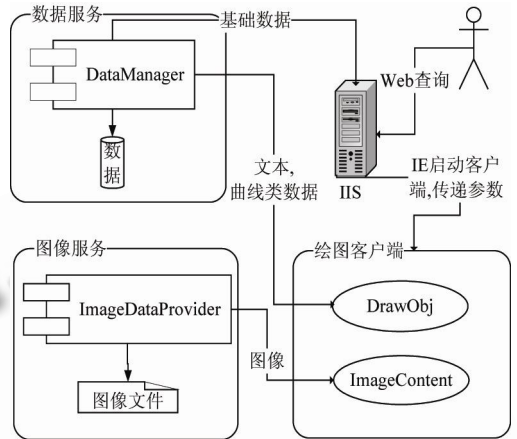 数据服务
基础数据
DataManager
Web查询
数
据
文本,
曲线类数据
IIS
IE启动客户
端,传递参数
图像服务
绘图客户端
ImageDataProvider
DrawObj
图像
ImageContent
图像文件